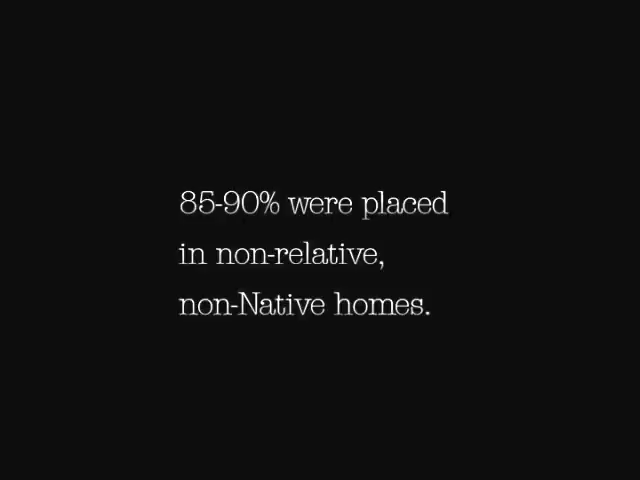 85-90% were placed
in non-relative,
non-Native homes.